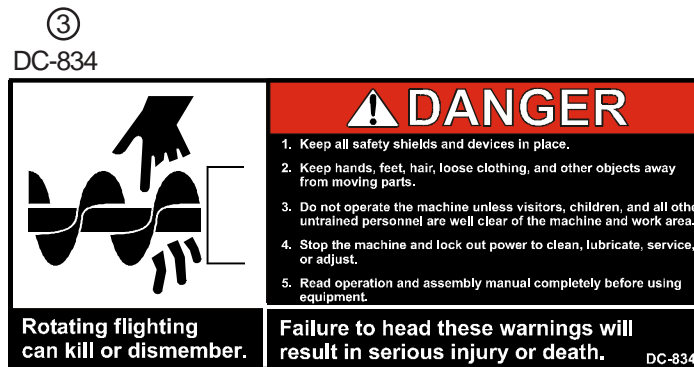 3
DC-834
DANGER
1. Keep all safety shields and devices in place.
2. Keep hands, feet, hair, loose clothing, and other objects away
from moving parts.
3. Do not operate the machine unless visitors, children, and all othe
untrained personnel are well clear of the machine and work area.
4. Stop the machine and lock out power to clean, lubricate, service,
or adjust.
5. Read operation and assembly manual completely before using
equipment.
Rotating flighting
can kill or dismember.
Failure to head these warnings will
result in serious injury or death.
DC-834